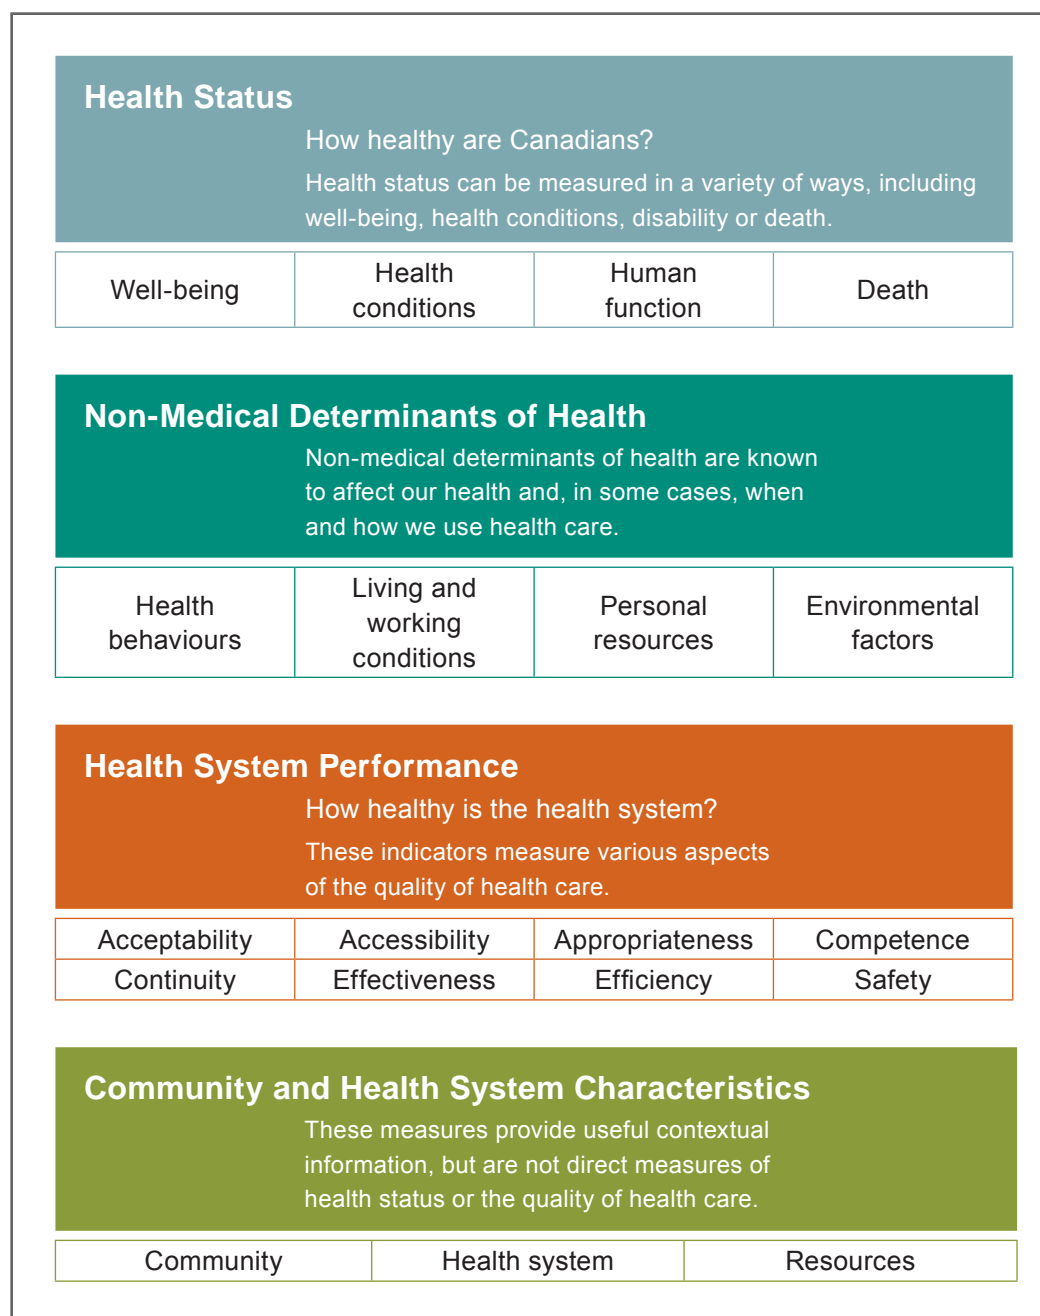 Health Status
How healthy are Canadians?
Health status can be measured in a variety of ways, including
well-being, health conditions, disability or death.
Well-being
Health
conditions
Human
function
Death
Non-Medical Determinants of Health
Non-medical determinants of health are known
to affect our health and, in some cases, when
and how we use health care.
Health
behaviours
Living and
working
conditions
Personal
resources
Environmental
factors
Health System Performance
How healthy is the health system?
These indicators measure various aspects
of the quality of health care.
Acceptability
Accessibility
Appropriateness
Competence
Continuity
Effectiveness
Efficiency
Safety
Community and Health System Characteristics
These measures provide useful contextual
information, but are not direct measures of
health status or the quality of health care.
Community
Health system
Resources